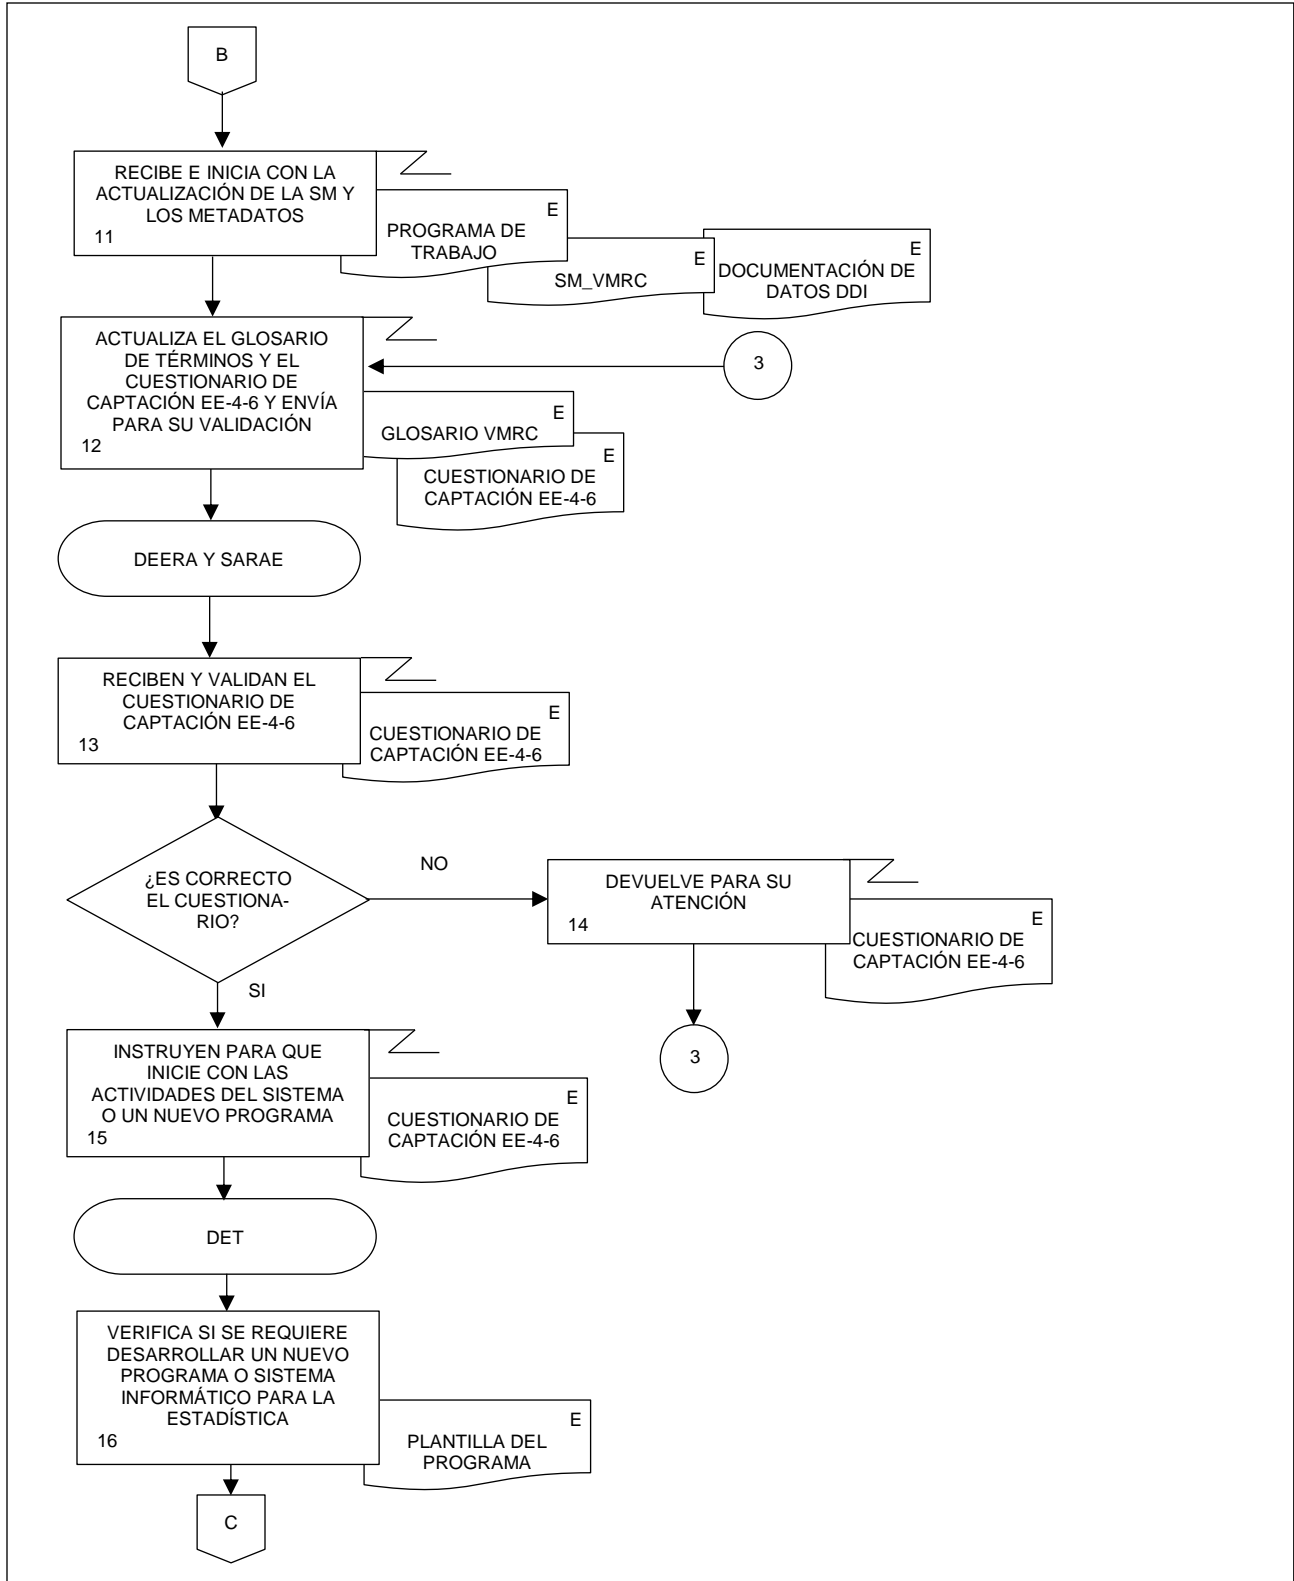 B
RECIBE E INICIA CON LA
ACTUALIZACIÓN DE LA SM Y
LOS METADATOS
11
E
PROGRAMA DE
TRABAJO
E
SM_VMRC
E
DOCUMENTACIÓN DE
DATOS DDI
ACTUALIZA EL GLOSARIO
DE TÉRMINOS Y EL
CUESTIONARIO DE
CAPTACIÓN EE-4-6 Y ENVÍA
PARA SU VALIDACIÓN
12
3
E
GLOSARIO VMRC
E
CUESTIONARIO DE
CAPTACIÓN EE-4-6
DEERA Y SARAE
RECIBEN Y VALIDAN EL
CUESTIONARIO DE
CAPTACIÓN EE-4-6
13
E
CUESTIONARIO DE
CAPTACIÓN EE-4-6
¿ES CORRECTO
EL CUESTIONA-
RIO?
NO
DEVUELVE PARA SU
ATENCIÓN
14
E
CUESTIONARIO DE
CAPTACIÓN EE-4-6
3
SI
INSTRUYEN PARA QUE
INICIE CON LAS
ACTIVIDADES DEL SISTEMA
O UN NUEVO PROGRAMA
15
E
CUESTIONARIO DE
CAPTACIÓN EE-4-6
DET
VERIFICA SI SE REQUIERE
DESARROLLAR UN NUEVO
PROGRAMA O SISTEMA
INFORMÁTICO PARA LA
ESTADÍSTICA
16
E
PLANTILLA DEL
PROGRAMA
C